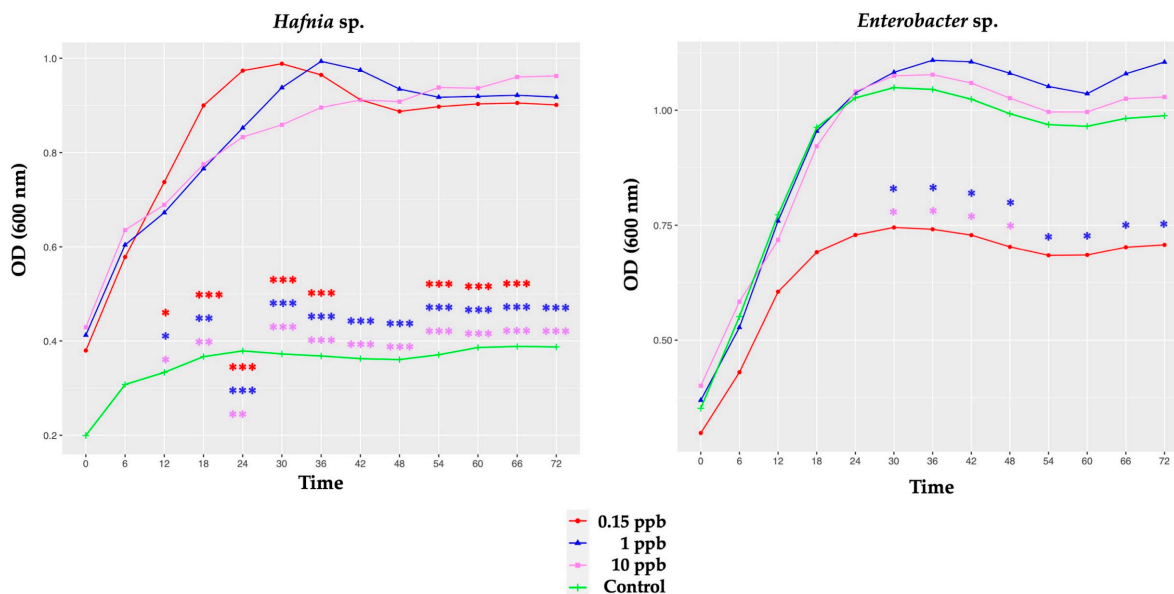 Hafnia sp.
Enterobacter sp.
OD (600 nm)
1.0
0.8
0.6
0.4
0.2
*** *** *** *** ***
* *** *** *** *** *** *** *** *** ***
* ** *** *** *** *** *** *** *** ***
* **
***
***
**
0 6 12 18 24 30 36 42 48 54 60 66 72
Time
OD (600 nm)
1.00
0.75
0.50
* * * * * * * *
* * * *
0 6 12 18 24 30 36 42 48 54 60 66 72
Time
0.15 ppb
1 ppb
10 ppb
Control